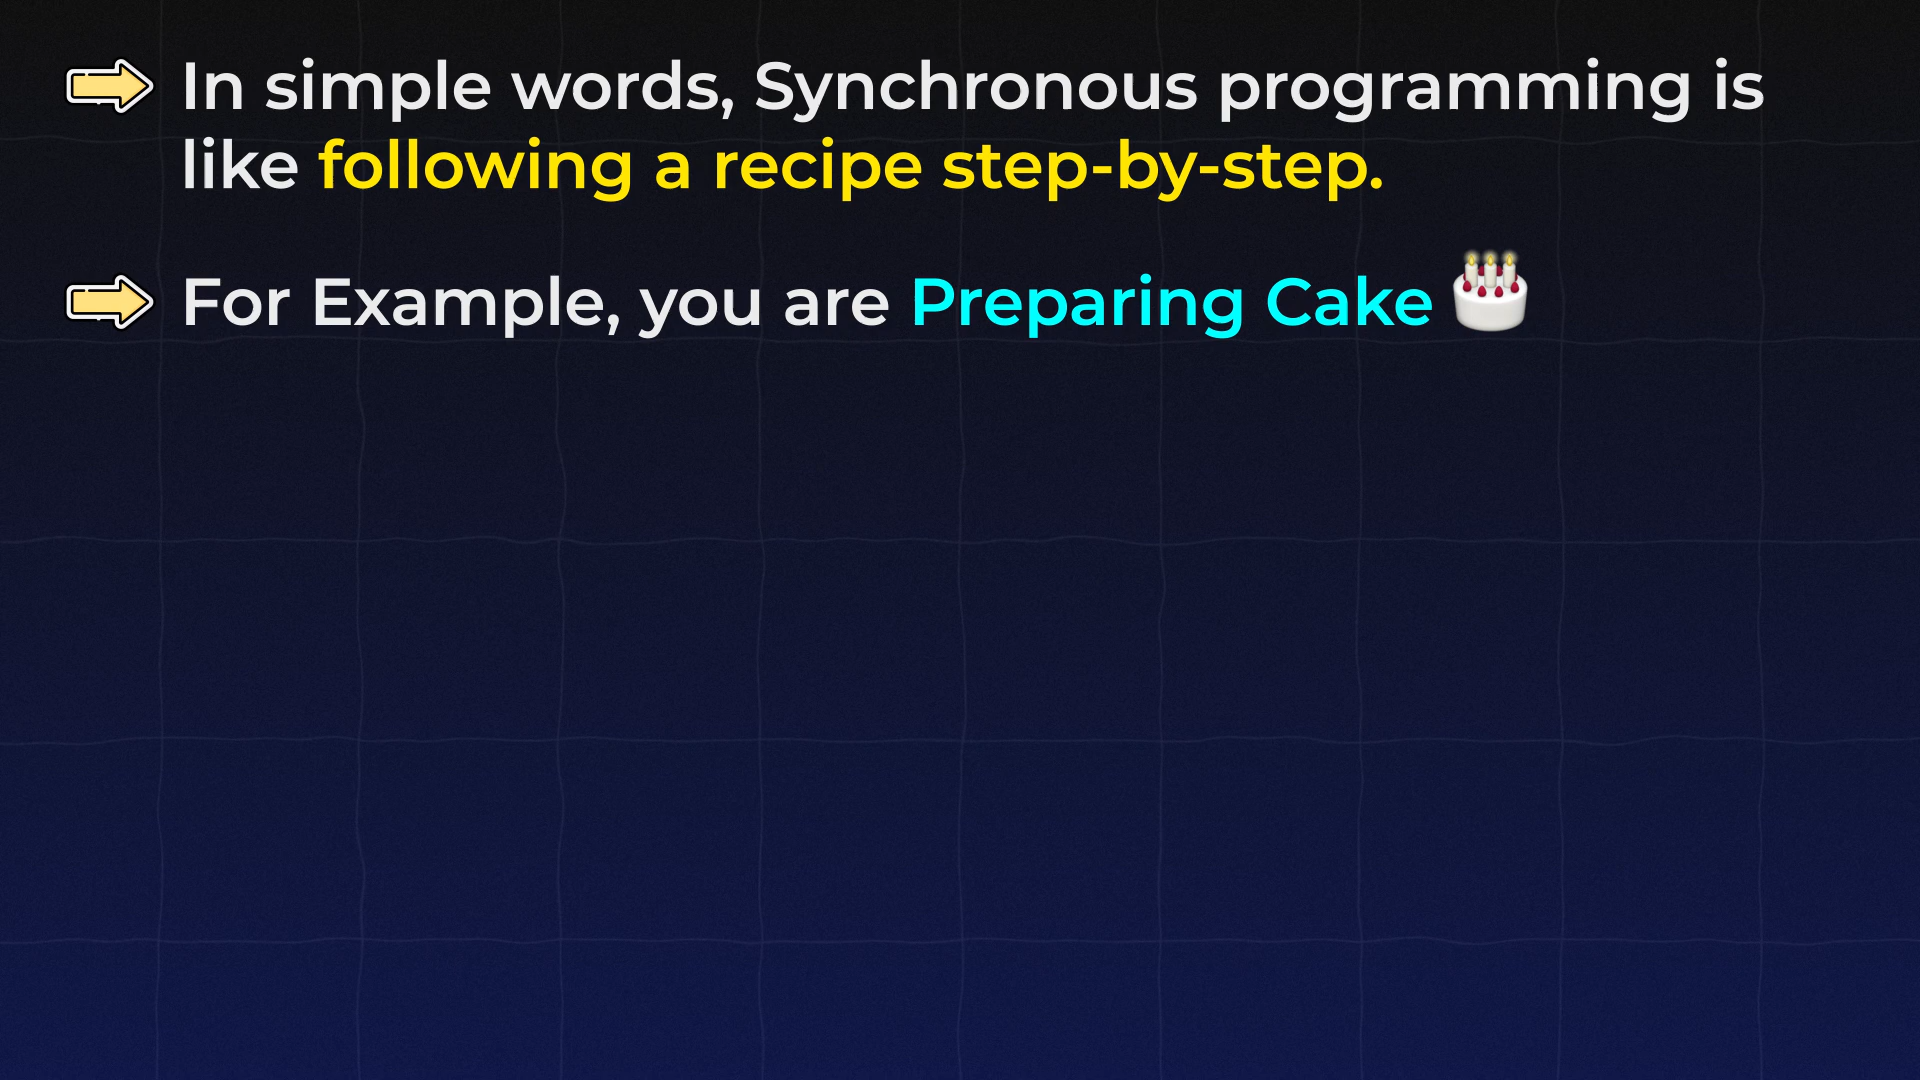 In simple words, Synchronous programming is
like following a recipe step-by-step.
For Example, you are Preparing Cake 🎂